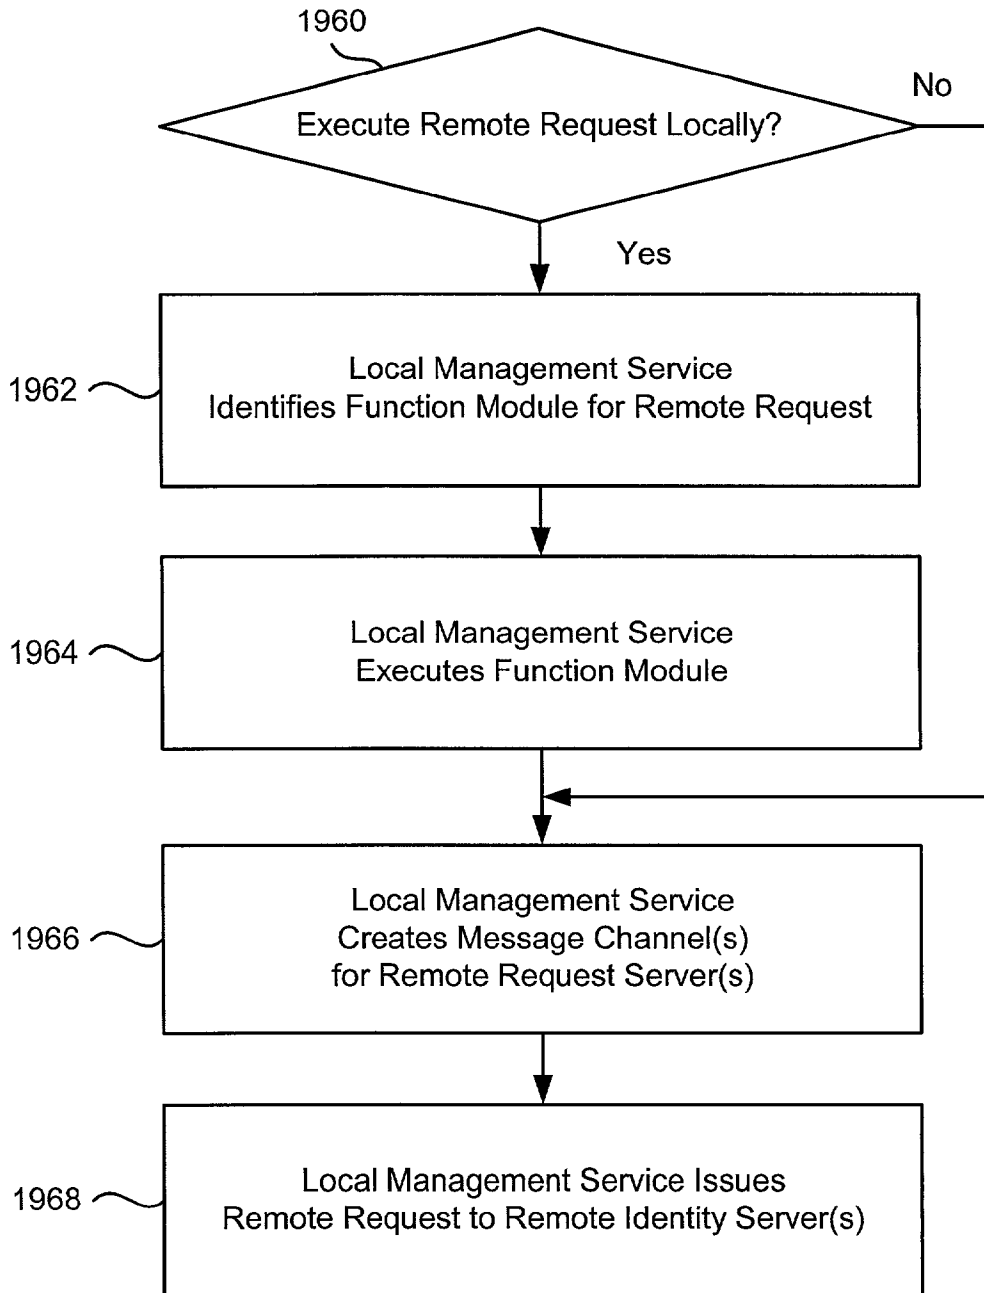 1960
No
Execute Remote Request Locally?
Yes
1962
Local Management Service
Identifies Function Module for Remote Request
1964
Local Management Service
Executes Function Module
1966
Local Management Service
Creates Message Channel(s)
for Remote Request Server(s)
1968
Local Management Service Issues
Remote Request to Remote Identity Server(s)